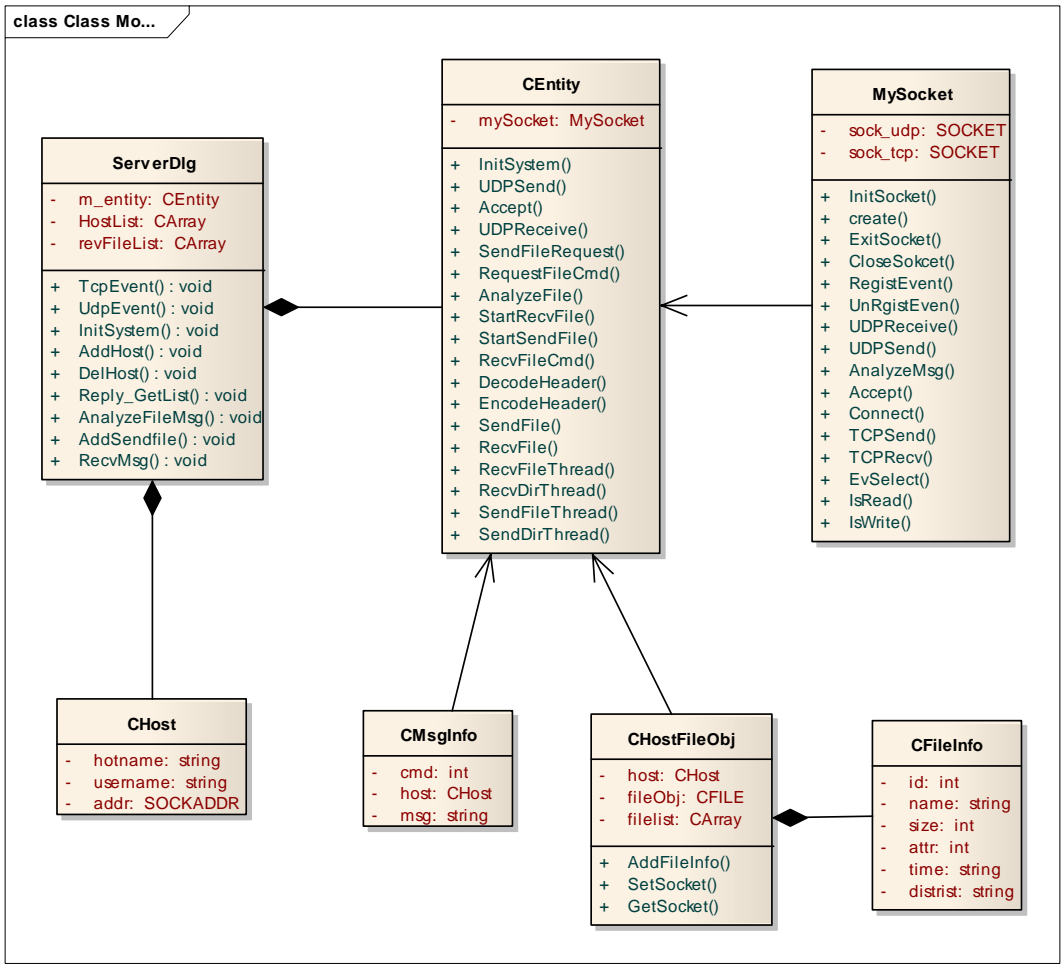 class Class Mo...
ServerDlg
- m_entity: CEntity
- HostList: CArray
- revFileList: CArray
+ TcpEvent() : void
+ UdpEvent() : void
+ InitSystem() : void
+ AddHost() : void
+ DelHost() : void
+ Reply_GetList() : void
+ AnalyzeFileMsg() : void
+ AddSendfile() : void
+ RecvMsg() : void
CEntity
- mySocket: MySocket
+ InitSystem()
+ UDPSend()
+ Accept()
+ UDPReceive()
+ SendFileRequest()
+ RequestFileCmd()
+ AnalyzeFile()
+ StartRecvFile()
+ StartSendFile()
+ RecvFileCmd()
+ DecodeHeader()
+ EncodeHeader()
+ SendFile()
+ RecvFile()
+ RecvFileThread()
+ RecvDirThread()
+ SendFileThread()
+ SendDirThread()
MySocket
- sock_udp: SOCKET
- sock_tcp: SOCKET
+ InitSocket()
+ create()
+ ExitSocket()
+ CloseSokcet()
+ RegistEvent()
+ UnRgistEven()
+ UDPReceive()
+ UDPSend()
+ AnalyzeMsg()
+ Accept()
+ Connect()
+ TCPSend()
+ TCPRecv()
+ EvSelect()
+ IsRead()
+ IsWrite()
CHost
- hotname: string
- username: string
- addr: SOCKADDR
CMsgInfo
- cmd: int
- host: CHost
- msg: string
CHostFileObj
- host: CHost
- fileObj: CFILE
- filelist: CArray
+ AddFileInfo()
+ SetSocket()
+ GetSocket()
CFileInfo
- id: int
- name: string
- size: int
- attr: int
- time: string
- distrist: string